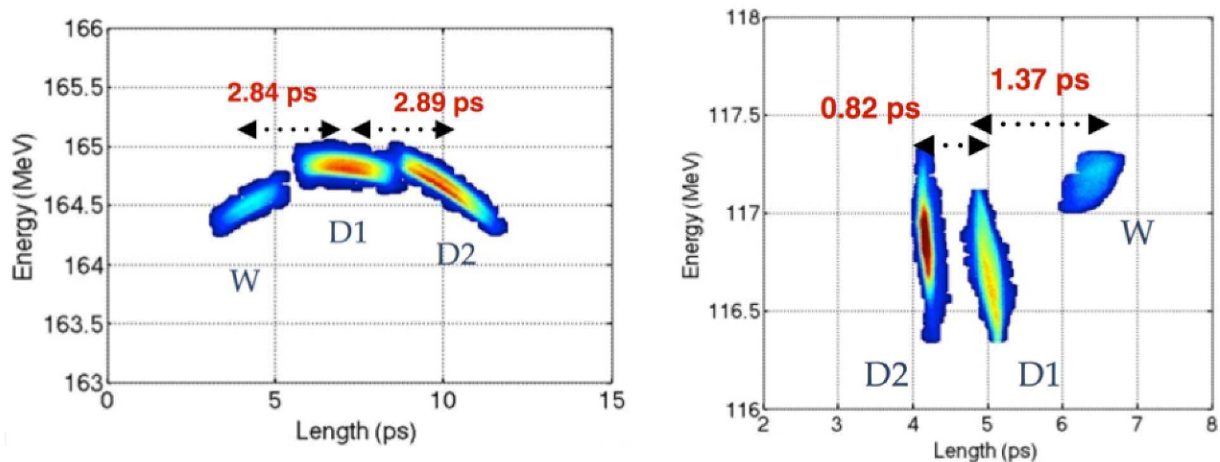 166
165.5
165
164.5
164
163.5
163
Energy (MeV)
2.84 ps
2.89 ps
W
D1
D2
0
5
10
15
Length (ps)
118
117.5
117
116.5
116
Energy (MeV)
0.82 ps
1.37 ps
W
D2
D1
2
3
4
5
6
7
8
Length (ps)